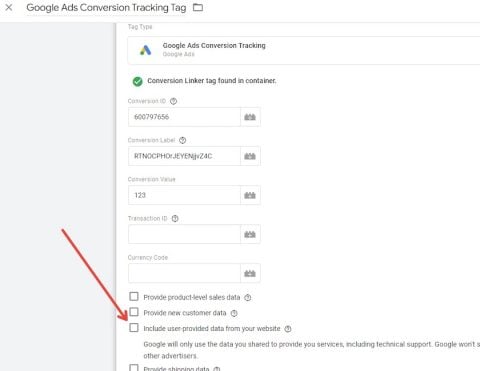 Google Ads Conversion Tracking Tag
Tag Type
Google Ads Conversion Tracking
Google Ads
Conversion Linker tag found in container.
Conversion ID
600797656
Conversion Label
RTNOCPHOrJEYENjjvZ4C
Conversion Value
123
Transaction ID
Currency Code
Provide product-level sales data
Provide new customer data
Include user-provided data from your website
Google will only use the data you shared to provide you services, including technical support. Google won't s
other advertisers.
Provide shipping data